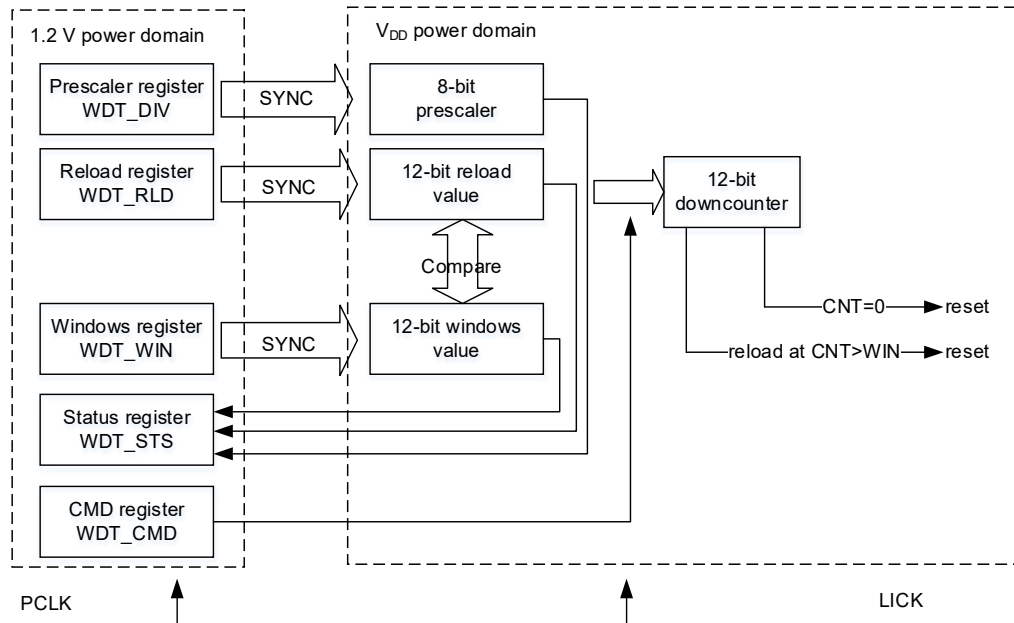 1.2 V power domain
Prescaler register
WDT_DIV
SYNC
Reload register
WDT_RLD
SYNC
Windows register
WDT_WIN
SYNC
Status register
WDT_STS
CMD register
WDT_CMD
VDD power domain
8-bit
prescaler
12-bit reload
value
Compare
12-bit windows
value
12-bit
downcounter
CNT=0
reset
reload at CNT>WIN
reset
PCLK
LICK